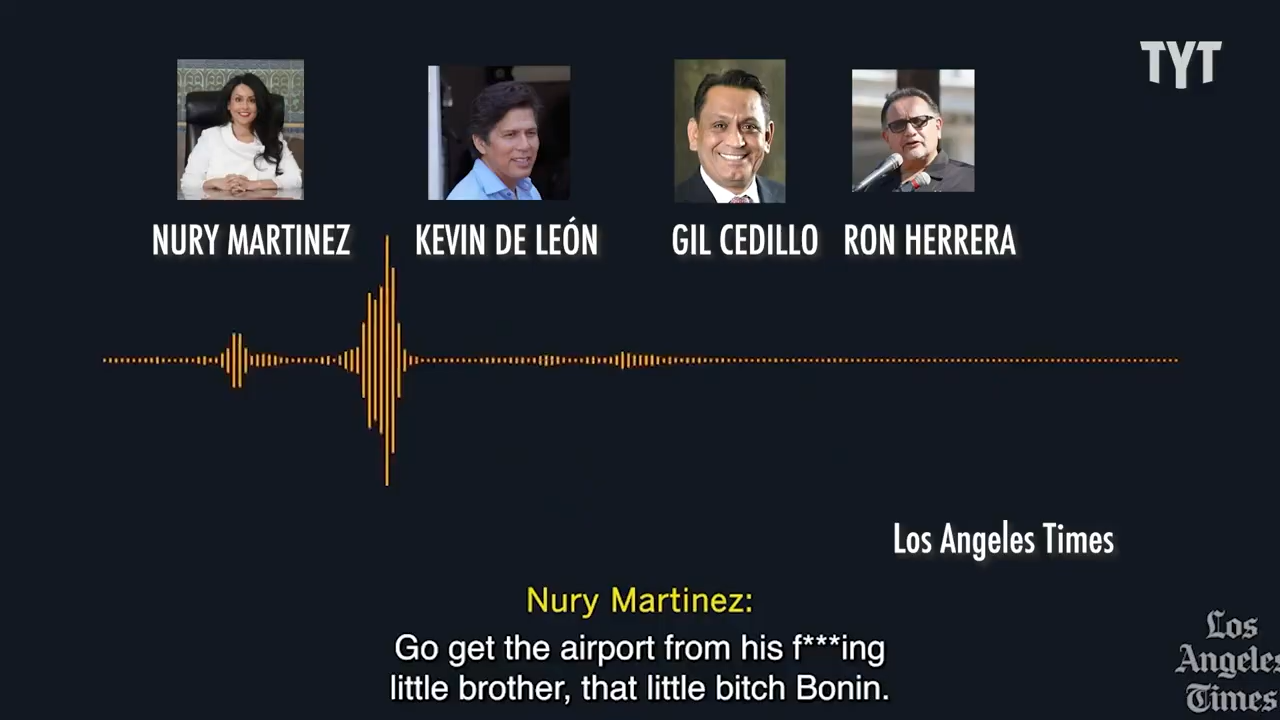 TYT
NURY MARTINEZ
KEVIN DE LEÓN
GIL CEDILLO
RON HERRERA
Los Angeles Times
Nury Martinez:
Go get the airport from his f***ing
little brother, that little bitch Bonin.
Los
Angeles
Times